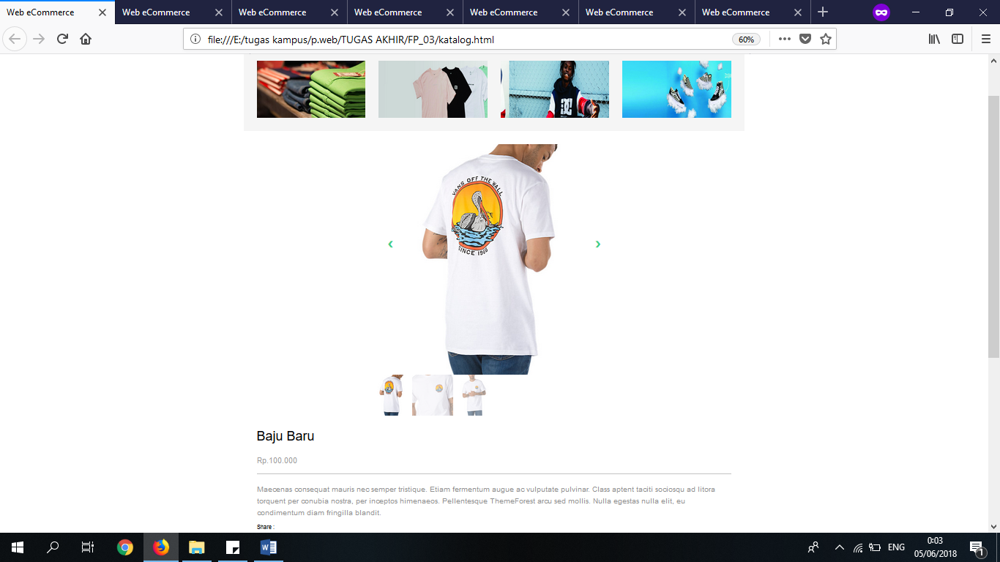 Web eCommerce
Web eCommerce
Web eCommerce
Web eCommerce
Web eCommerce
Web eCommerce
Web eCommerce
file:///E:/tugas kampus/p.web/TUGAS AKHIR/FP_03/katalog.html
60%
DC
VANS OFF THE WALL
SINCE 1966
Baju Baru
Rp.100.000
Maecenas consequat mauris nec semper tristique. Etiam fermentum augue ac vulputate pulvinar. Class aptent taciti sociosqu ad litora
torquent per conubia nostra, per inceptos himenaeos. Pellentesque ThemeForest arcu sed mollis. Nulla egestas nulla elit, eu
condimentum diam fringilla blandit.
Share :
ENG
0:03
05/06/2018
1